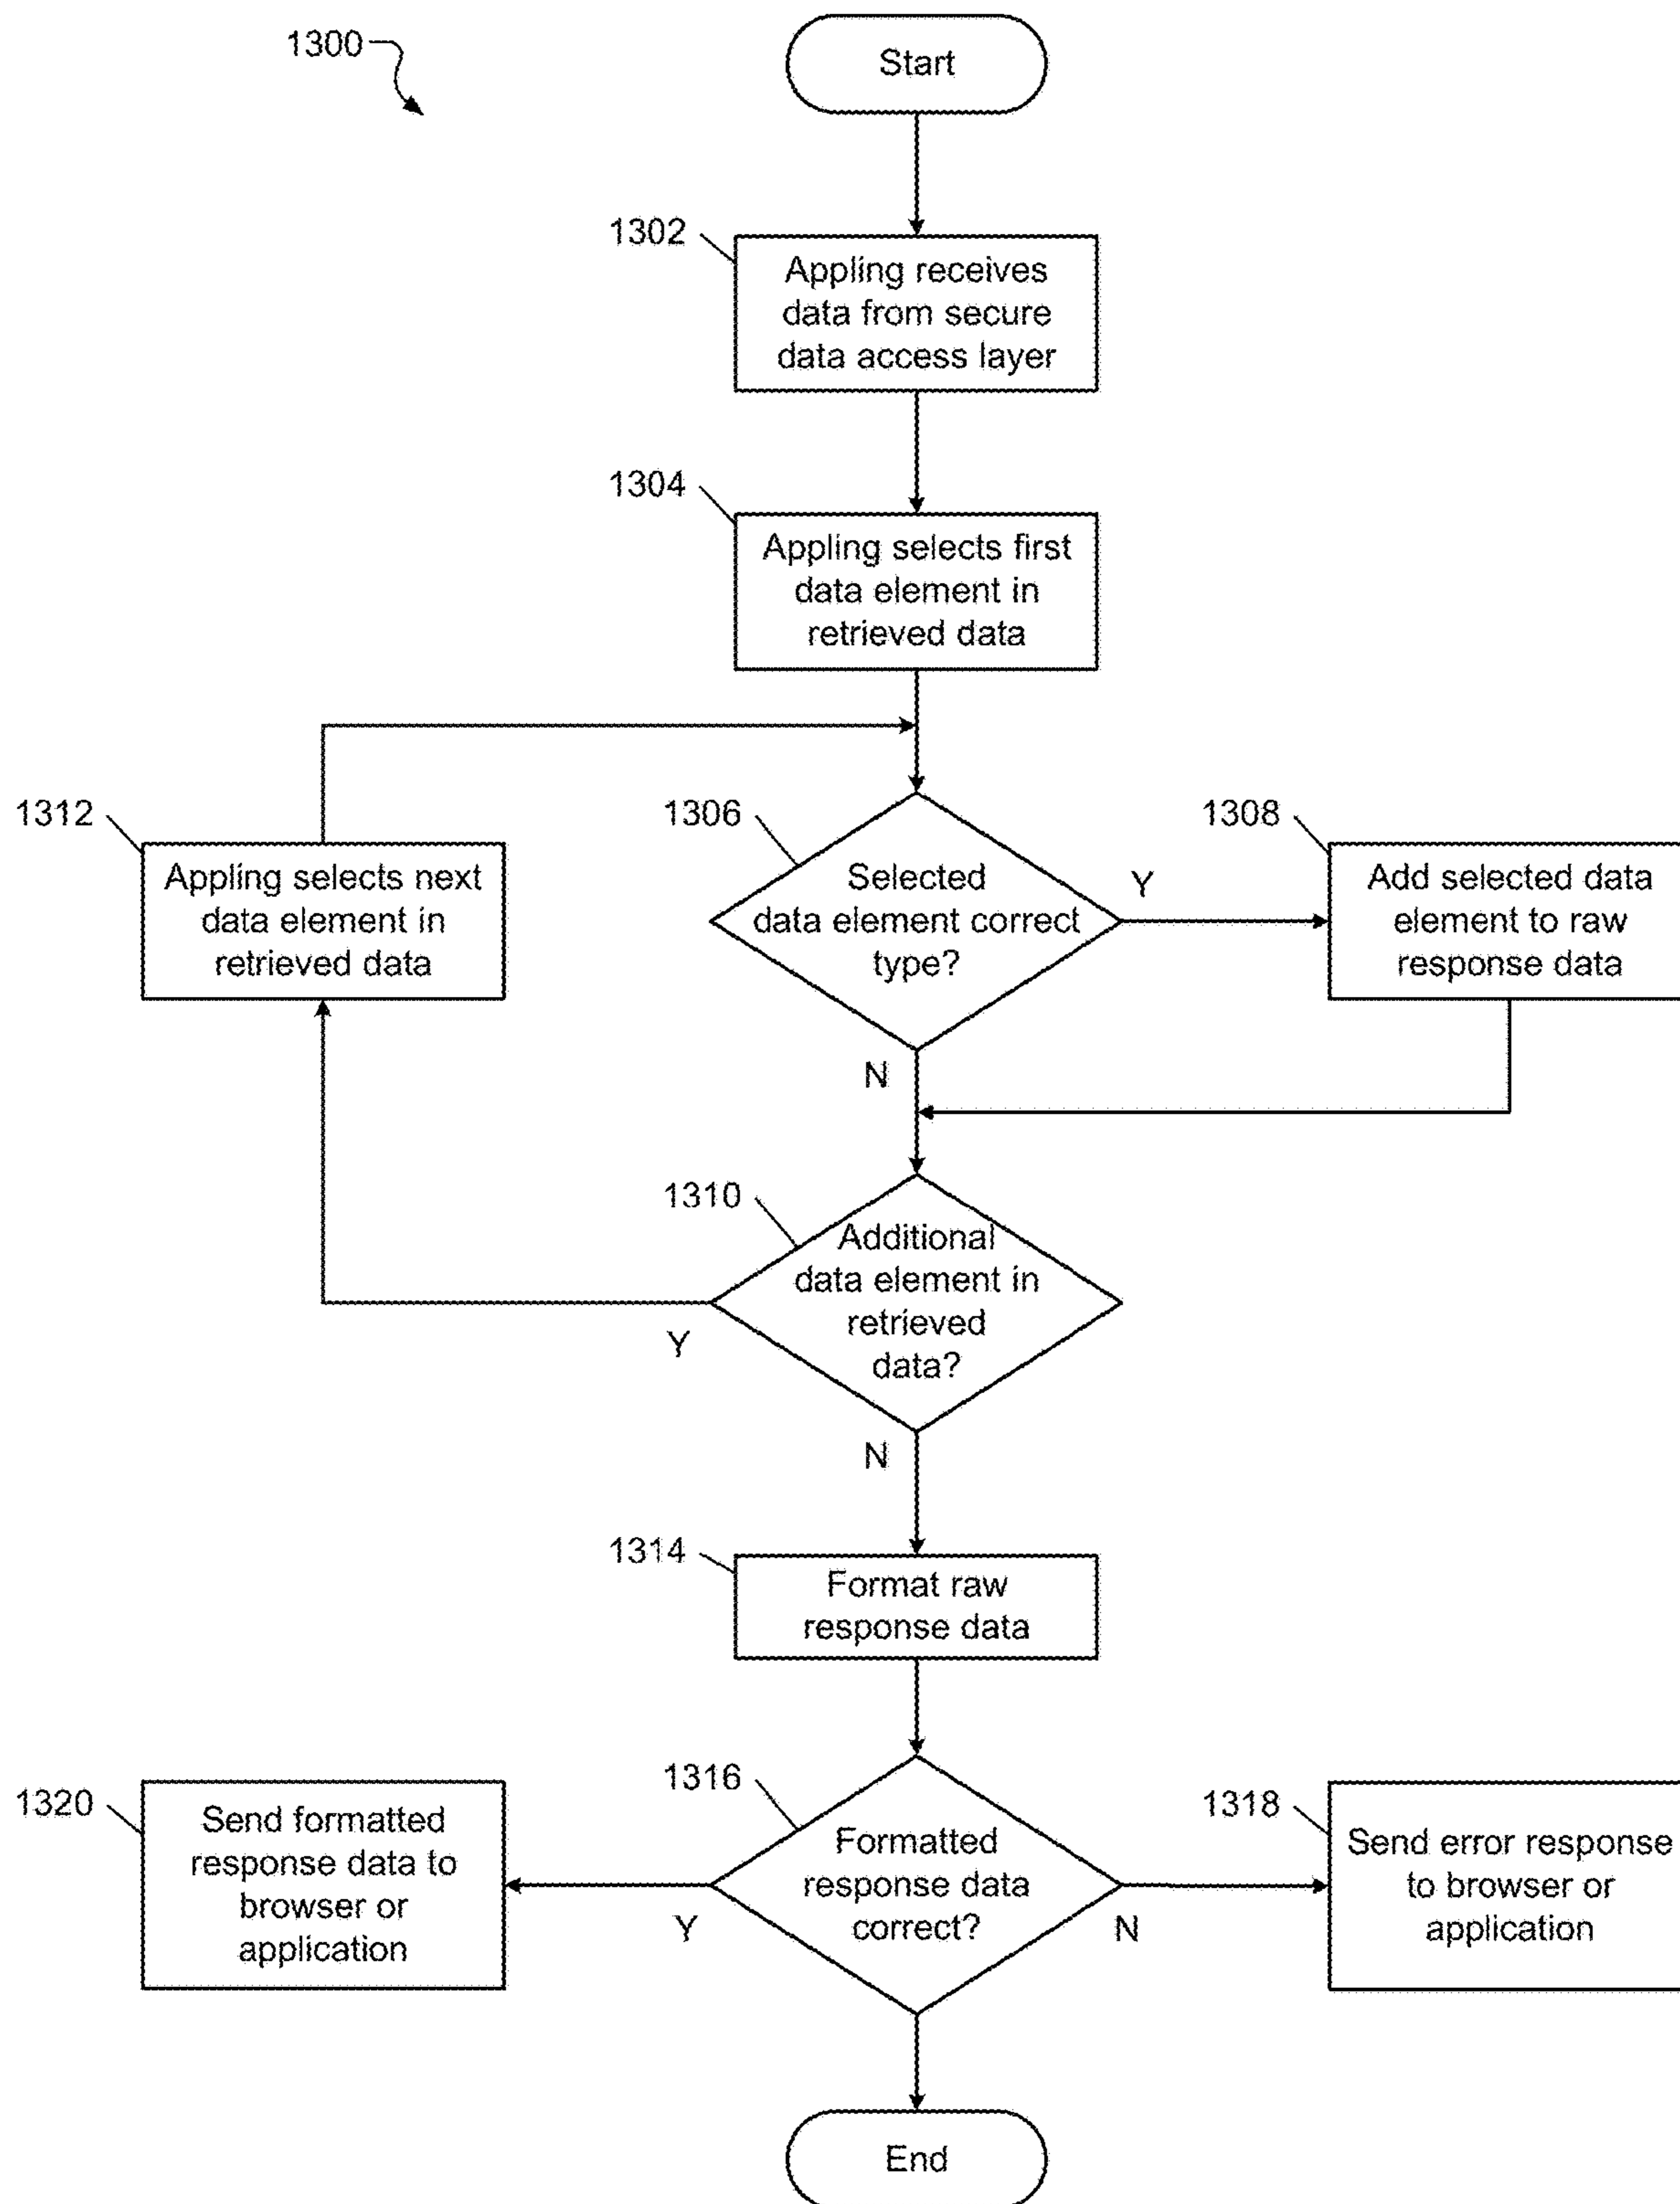 1300
Start
1302
Appling receives
data from secure
data access layer
1304
Appling selects first
data element in
retrieved data
1312
Appling selects next
data element in
retrieved data
1306
Selected
data element correct
type?
Y
N
1308
Add selected data
element to raw
response data
1310
Additional
data element in
retrieved
data?
Y
N
1314
Format raw
response data
1320
Send formatted
response data to
browser or
application
1316
Formatted
response data
correct?
Y
N
1318
Send error response
to browser or
application
End